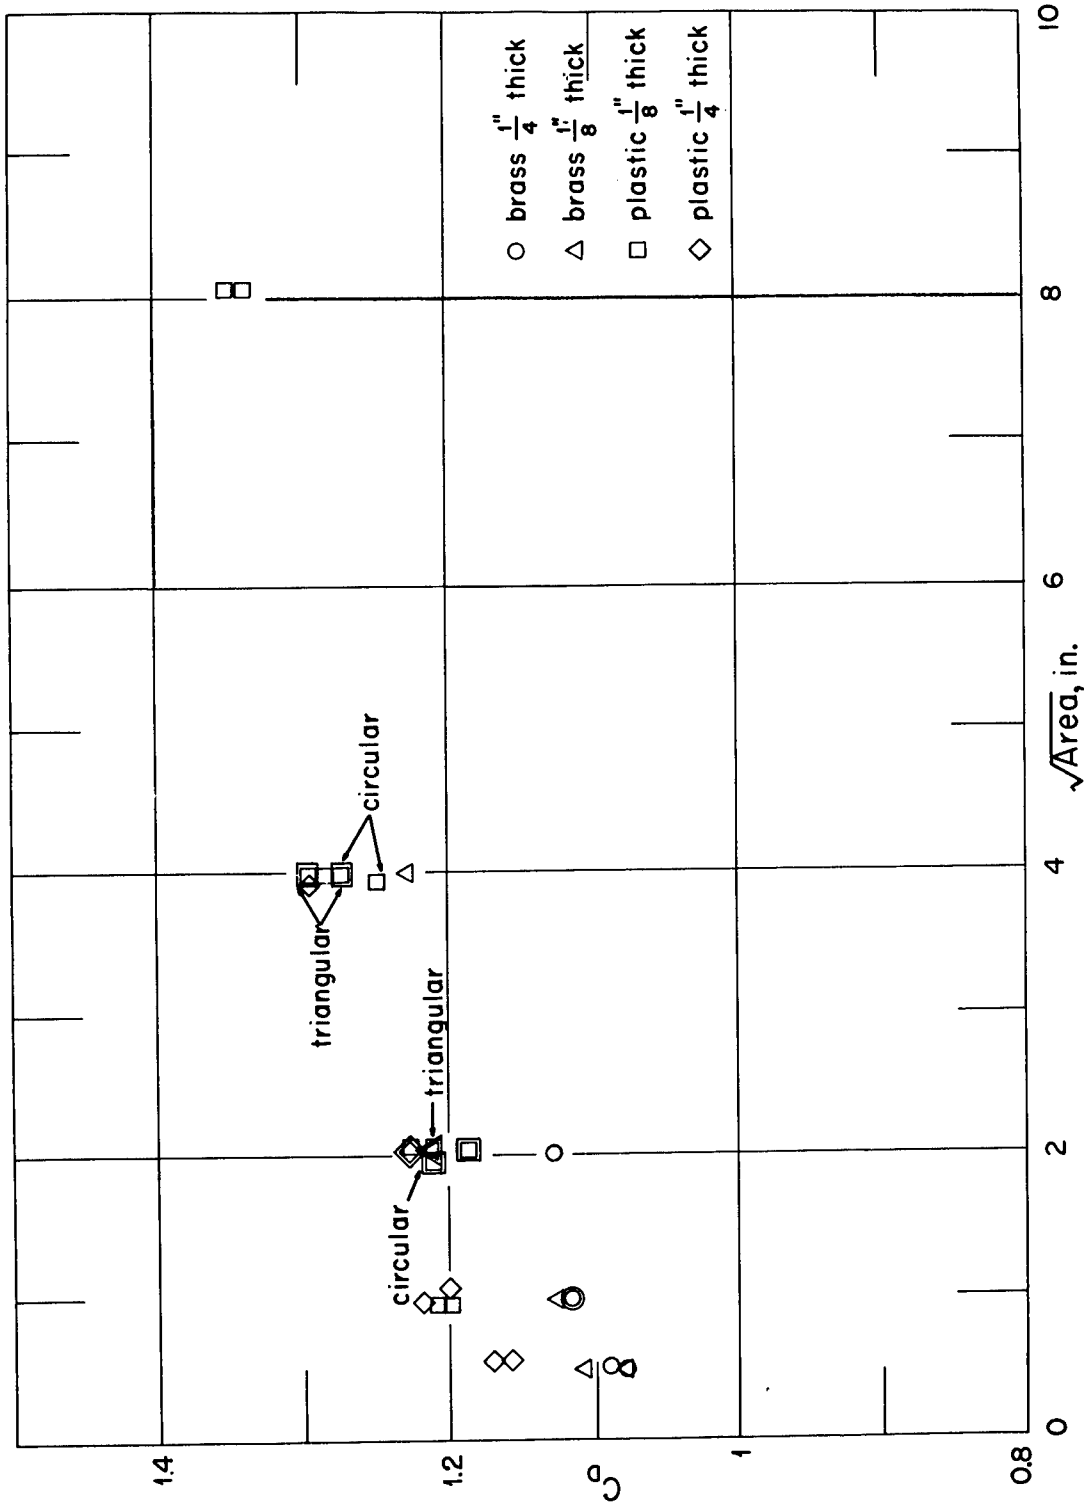 1.4
1.2
C_D
1
0.8
0
2
4
6
8
10
√Area, in.
circular
triangular
triangular
circular
○ brass 1/4" thick
△ brass 1/8" thick
□ plastic 1/8" thick
◇ plastic 1/4" thick